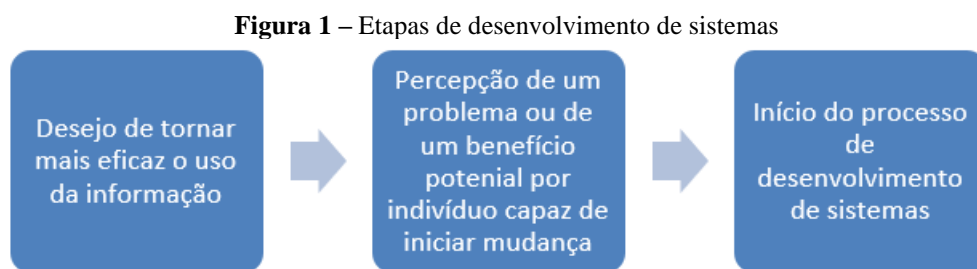 Figura 1 – Etapas de desenvolvimento de sistemas
Desejo de tornar
mais eficaz o uso
da informação
Percepção de um
problema ou de
um benefício
potenial por
indivíduo capaz de
iniciar mudança
Início do processo
de
desenvolvimento
de sistemas